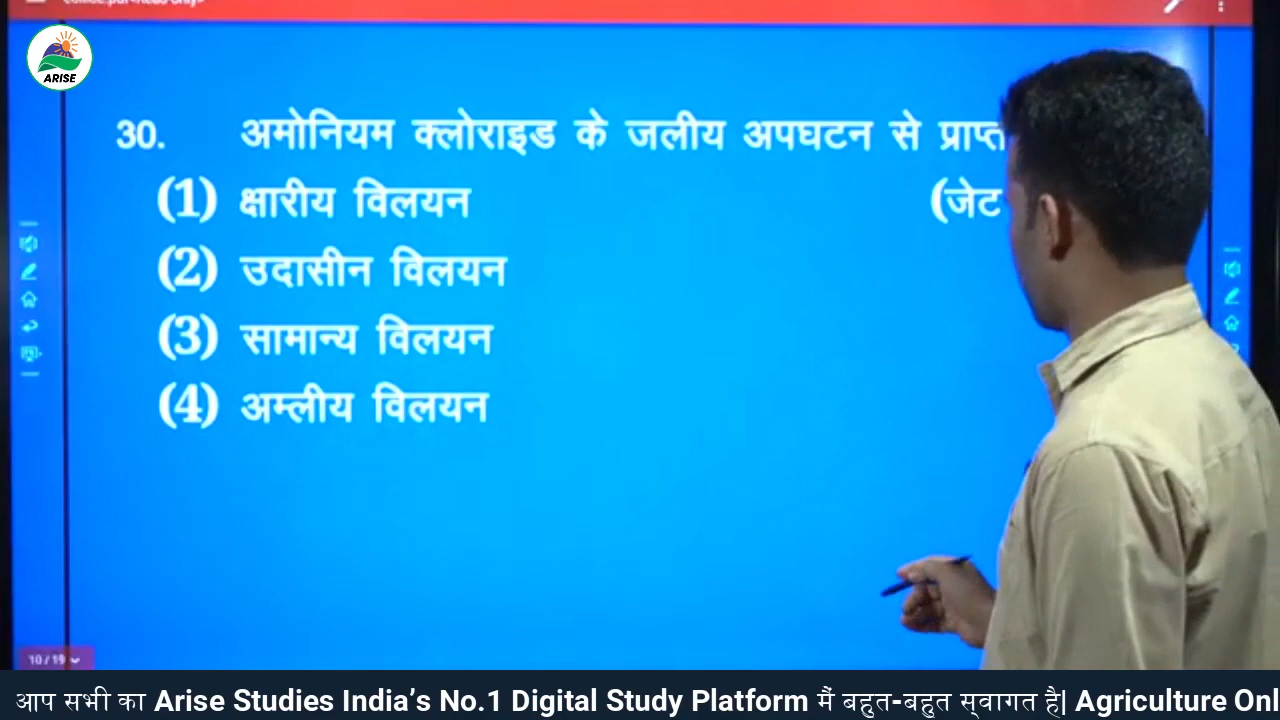 ARISE
30. अमोनियम क्लोराइड के जलीय अपघटन से प्राप्त
(1) क्षारीय विलयन (जेट
(2) उदासीन विलयन
(3) सामान्य विलयन
(4) अम्लीय विलयन
10 / 19
आप सभी का Arise Studies India’s No.1 Digital Study Platform मैं बहुत-बहुत स्वागत है| Agriculture Onl